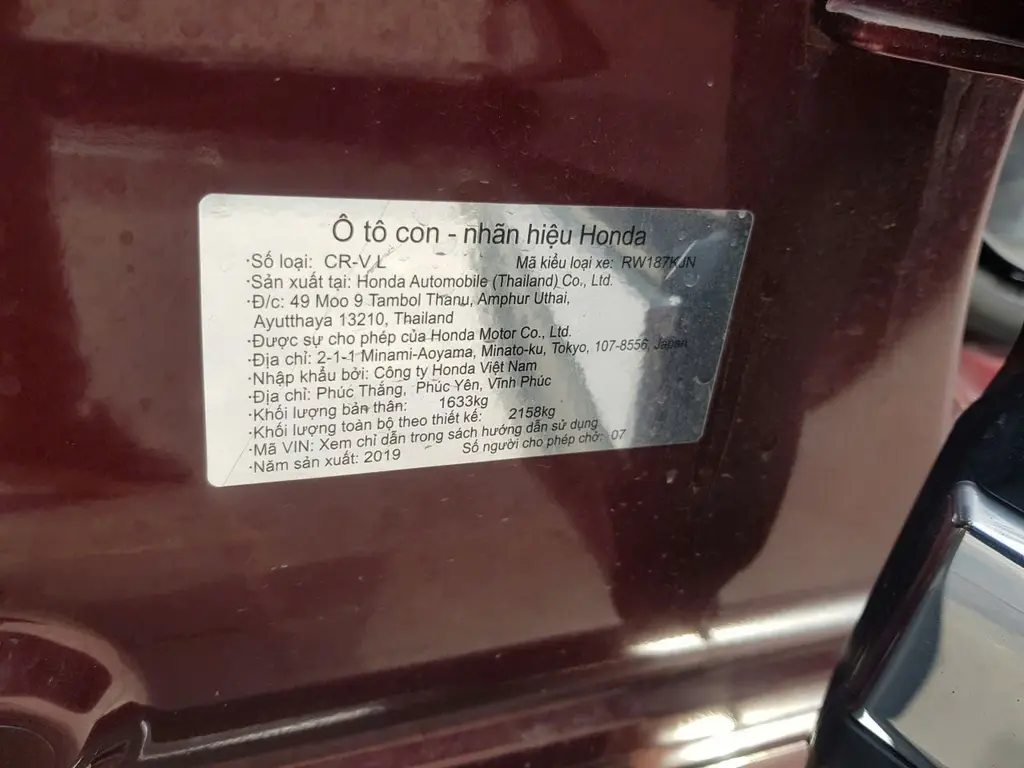 Ô tô con - nhãn hiệu Honda
·Số loại: CR-V L Mã kiểu loại xe: RW187KJN
·Sản xuất tại: Honda Automobile (Thailand) Co., Ltd.
·Đ/c: 49 Moo 9 Tambol Thanu, Amphur Uthai,
Ayutthaya 13210, Thailand
·Được sự cho phép của Honda Motor Co., Ltd.
·Địa chỉ: 2-1-1 Minami-Aoyama, Minato-ku, Tokyo, 107-8556, Japan
·Nhập khẩu bởi: Công ty Honda Việt Nam
·Địa chỉ: Phúc Thắng, Phúc Yên, Vĩnh Phúc
·Khối lượng bản thân: 1633kg
·Khối lượng toàn bộ theo thiết kế: 2158kg
·Mã VIN: Xem chỉ dẫn trong sách hướng dẫn sử dụng
·Năm sản xuất: 2019 Số người cho phép chở: 07